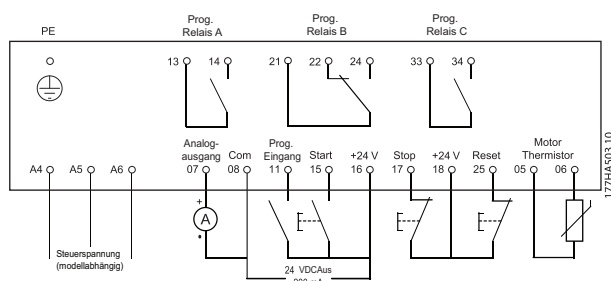 PE
Prog.
Relais A
Prog.
Relais B
Prog.
Relais C
13 14 21 22 24 33 34
Analog-
ausgang
07
Com
08
Prog.
Eingang
11
Start
15
+24 V
16
Stop
17
+24 V
18
Reset
25
Motor
Thermistor
05 06
A4 A5 A6
177HA503.10
+
A
Steuerspannung
(modellabhängig)
24 VDCAus